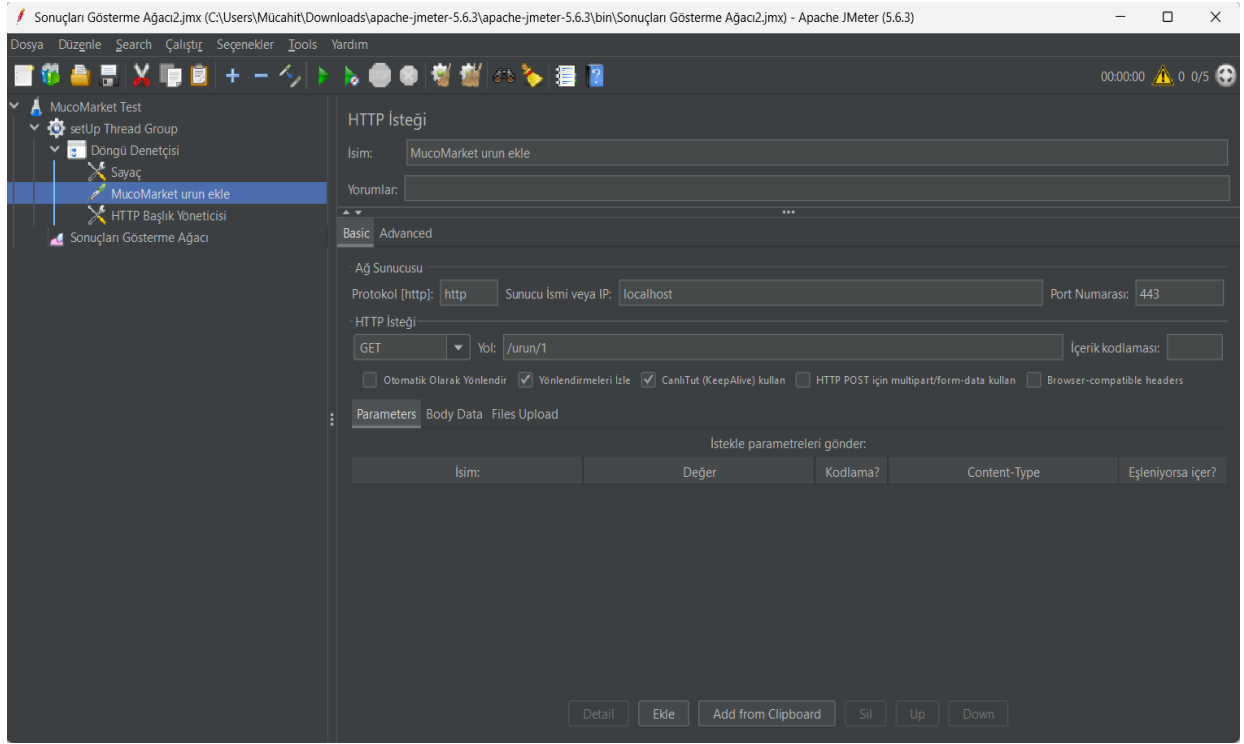 Sonuçları Gösterme Ağacı2.jmx (C:\Users\Mücahit\Downloads\apache-jmeter-5.6.3\apache-jmeter-5.6.3\bin\Sonuçları Gösterme Ağacı2.jmx) - Apache JMeter (5.6.3)
Dosya Düzenle Search Çalıştır Seçenekler Tools Yardım
STOP 00:00:00 0 0/5
MucoMarket Test
setUp Thread Group
Döngü Denetçisi
Sayaç
MucoMarket urun ekle
HTTP Başlık Yöneticisi
Sonuçları Gösterme Ağacı
HTTP İsteği
İsim: MucoMarket urun ekle
Yorumlar:
Basic Advanced
Ağ Sunucusu
Protokol [http]: http Sunucu İsmi veya IP: localhost Port Numarası: 443
HTTP İsteği
GET Yol: /urun/1 İçerik kodlaması:
Otomatik Olarak Yönlendir Yönlendirmeleri İzle CanlıTut (KeepAlive) kullan HTTP POST için multipart/form-data kullan Browser-compatible headers
Parameters Body Data Files Upload
İstekle parametreleri gönder:
İsim: Değer Kodlama? Content-Type Eşleniyorsa içer?
Detail Ekle Add from Clipboard Sil Up Down